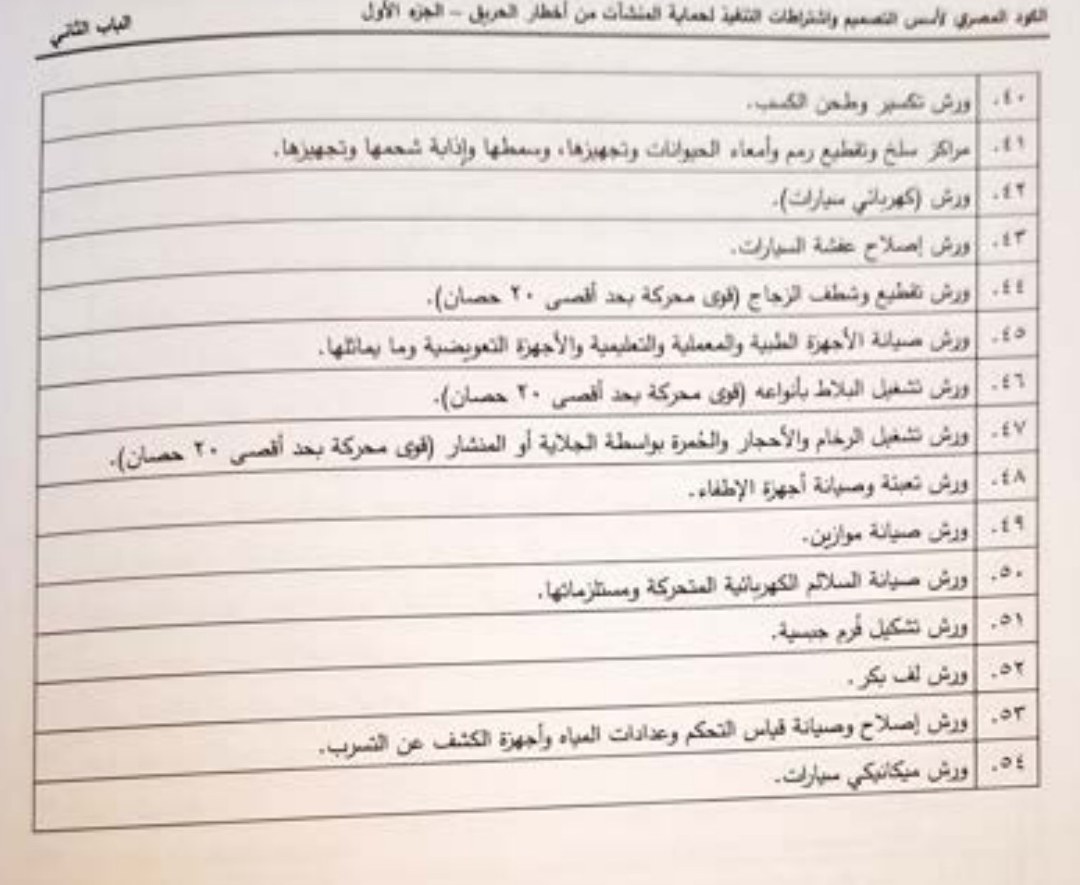 الكود المصري لأسس التصميم واشتراطات التنفيذ لحماية المنشآت من أخطار الحريق – الجزء الأول
الباب الثاني
٤٠. ورش تكسير وطحن الكسب.
٤١. مراكز سلخ وتقطيع رمم وأمعاء الحيوانات وتجهيزها، وسمطها وإذابة شحمها وتجهيزها.
٤٢. ورش (كهربائي سيارات).
٤٣. ورش إصلاح عفشة السيارات.
٤٤. ورش تقطيع وشطف الزجاج (قوى محركة بحد أقصى ٢٠ حصان).
٤٥. ورش صيانة الأجهزة الطبية والمعملية والتعليمية والأجهزة التعويضية وما يماثلها.
٤٦. ورش تشغيل البلاط بأنواعه (قوى محركة بحد أقصى ٢٠ حصان).
٤٧. ورش تشغيل الرخام والأحجار والحُمرة بواسطة الجلاية أو المنشار (قوى محركة بحد أقصى ٢٠ حصان).
٤٨. ورش تعبئة وصيانة أجهزة الإطفاء.
٤٩. ورش صيانة موازين.
٥٠. ورش صيانة السلالم الكهربائية المتحركة ومستلزماتها.
٥١. ورش تشكيل فُرم جبسية.
٥٢. ورش لف بكر .
٥٣. ورش إصلاح وصيانة قياس التحكم وعدادات المياه وأجهزة الكشف عن التسرب.
٥٤. ورش ميكانيكي سيارات.